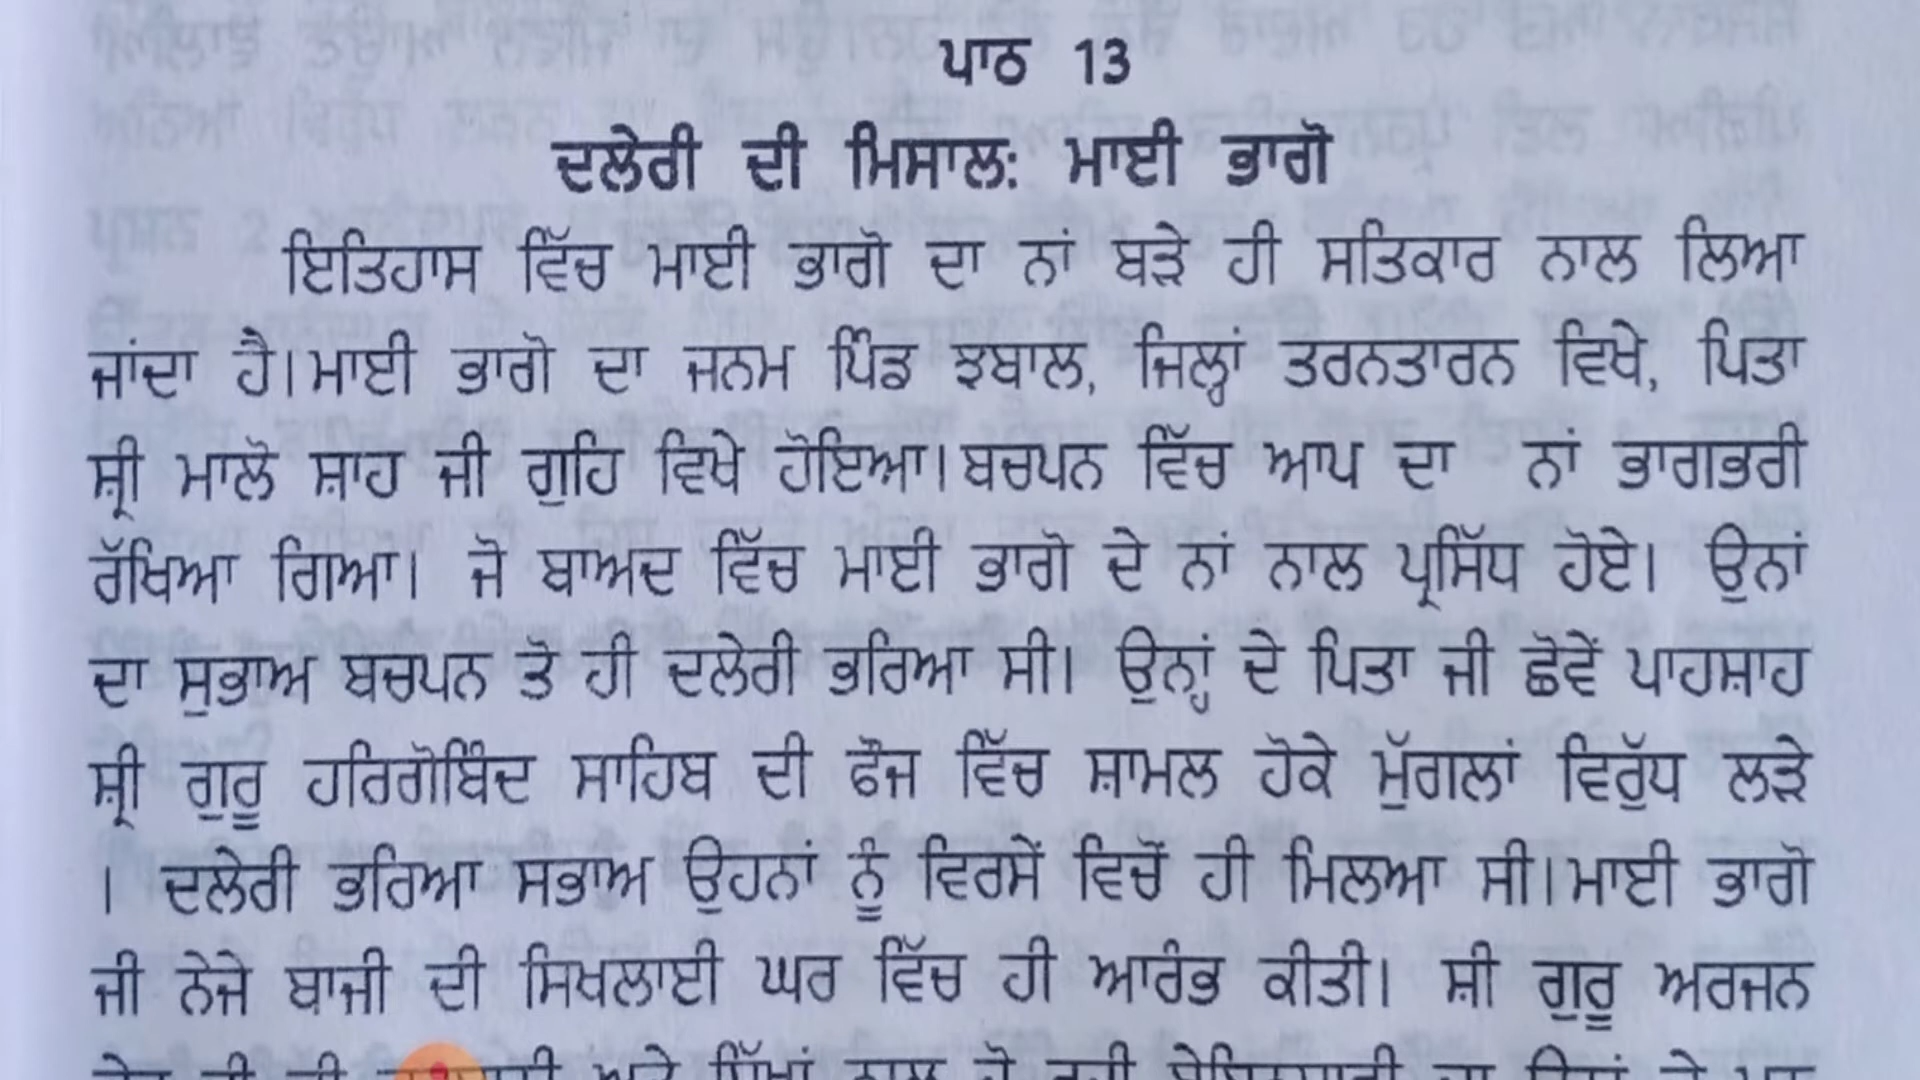 ਪਾਠ 13
ਦਲੇਰੀ ਦੀ ਮਿਸਾਲ: ਮਾਈ ਭਾਗੋ
ਇਤਿਹਾਸ ਵਿੱਚ ਮਾਈ ਭਾਗੋ ਦਾ ਨਾਂ ਬੜੇ ਹੀ ਸਤਿਕਾਰ ਨਾਲ ਲਿਆ
ਜਾਂਦਾ ਹੈ।ਮਾਈ ਭਾਗੋ ਦਾ ਜਨਮ ਪਿੰਡ ਝਬਾਲ, ਜਿਲ੍ਹਾਂ ਤਰਨਤਾਰਨ ਵਿਖੇ, ਪਿਤਾ
ਸ਼੍ਰੀ ਮਾਲੋ ਸ਼ਾਹ ਜੀ ਗੁਹਿ ਵਿਖੇ ਹੋਇਆ।ਬਚਪਨ ਵਿੱਚ ਆਪ ਦਾ ਨਾਂ ਭਾਗਭਰੀ
ਰੱਖਿਆ ਗਿਆ। ਜੋ ਬਾਅਦ ਵਿੱਚ ਮਾਈ ਭਾਗੋ ਦੇ ਨਾਂ ਨਾਲ ਪ੍ਰਸਿੱਧ ਹੋਏ। ਉਨਾਂ
ਦਾ ਸੁਭਾਅ ਬਚਪਨ ਤੋ ਹੀ ਦਲੇਰੀ ਭਰਿਆ ਸੀ। ਉਨ੍ਹਾਂ ਦੇ ਪਿਤਾ ਜੀ ਛੇਵੇਂ ਪਾਹਸ਼ਾਹ
ਸ਼੍ਰੀ ਗੁਰੂ ਹਰਿਗੋਬਿੰਦ ਸਾਹਿਬ ਦੀ ਫੌਜ ਵਿੱਚ ਸ਼ਾਮਲ ਹੋਕੇ ਮੁੱਗਲਾਂ ਵਿਰੁੱਧ ਲੜੇ
। ਦਲੇਰੀ ਭਰਿਆ ਸਭਾਅ ਉਹਨਾਂ ਨੂੰ ਵਿਰਸੇਂ ਵਿਚੋਂ ਹੀ ਮਿਲਆ ਸੀ।ਮਾਈ ਭਾਗੋ
ਜੀ ਨੇਜੇ ਬਾਜੀ ਦੀ ਸਿਖਲਾਈ ਘਰ ਵਿੱਚ ਹੀ ਆਰੰਭ ਕੀਤੀ। ਸ਼ੀ ਗੁਰੂ ਅਰਜਨ